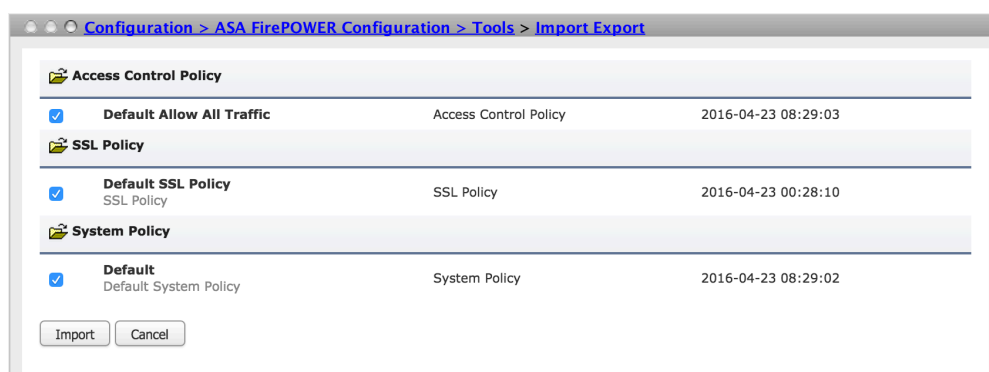 Configuration > ASA FirePOWER Configuration > Tools > Import Export
Access Control Policy
Default Allow All Traffic Access Control Policy 2016-04-23 08:29:03
SSL Policy
Default SSL Policy
SSL Policy SSL Policy 2016-04-23 00:28:10
System Policy
Default
Default System Policy System Policy 2016-04-23 08:29:02
Import Cancel